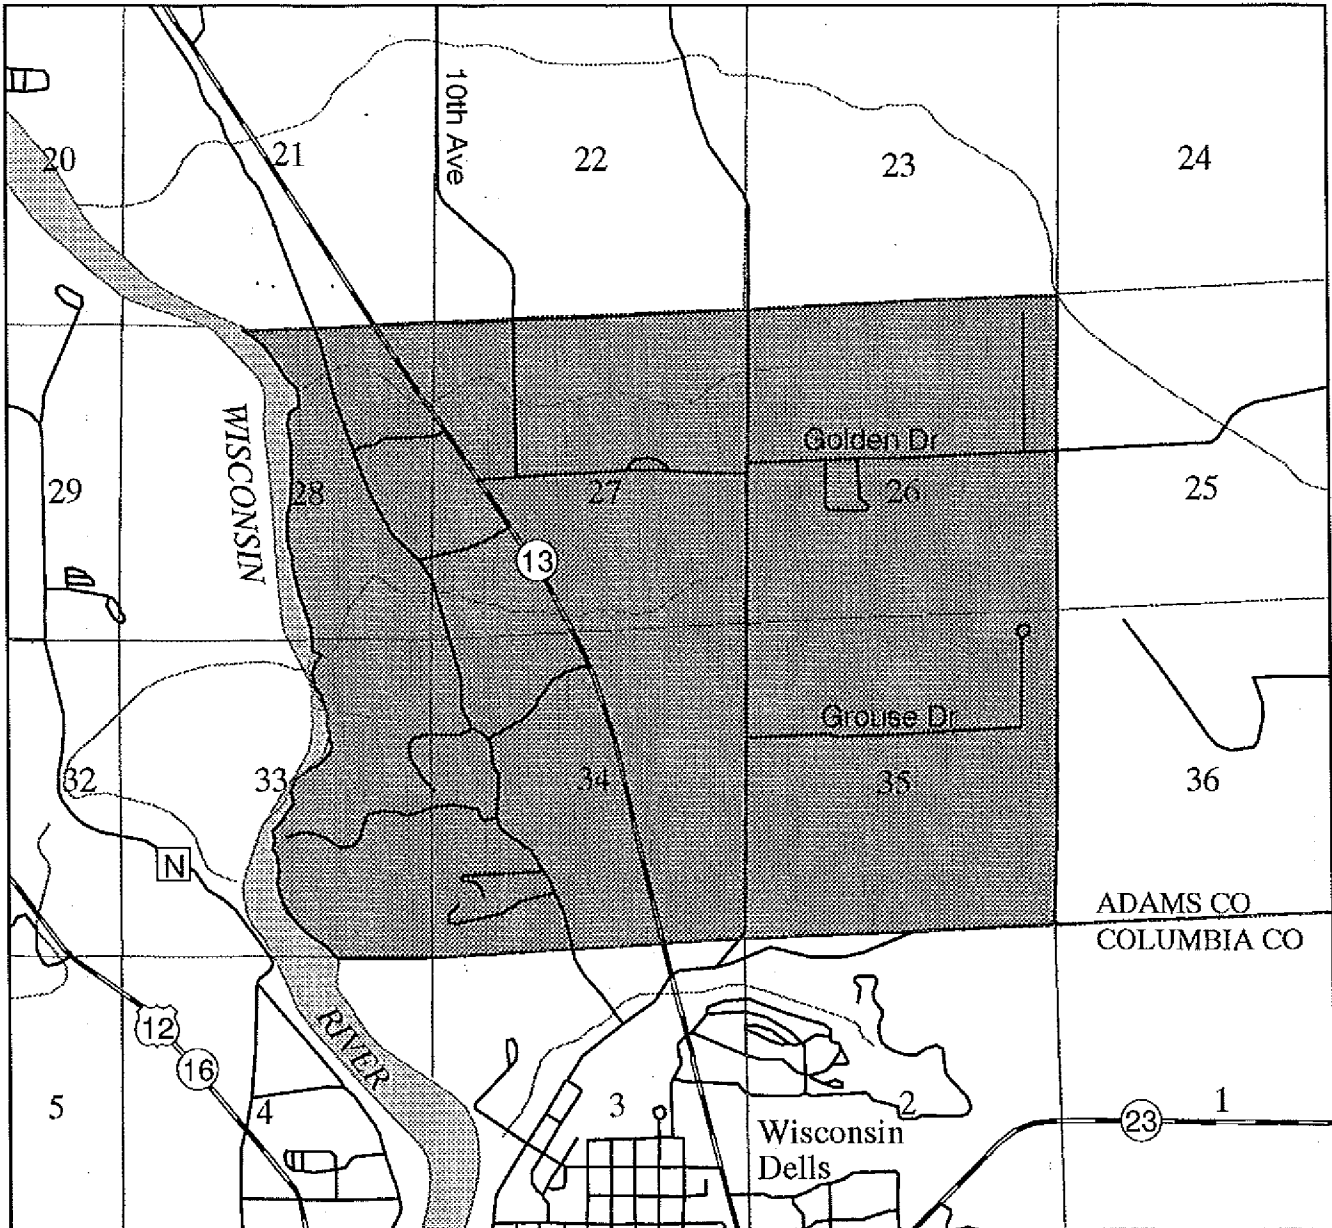 20
21
10th Ave
22
23
24
WISCONSIN
29
28
Golden Dr
27
26
25
13
Grouse Dr
32
33
34
35
36
N
ADAMS CO
COLUMBIA CO
12
16
RIVER
5
4
3
2
1
23
Wisconsin
Dells